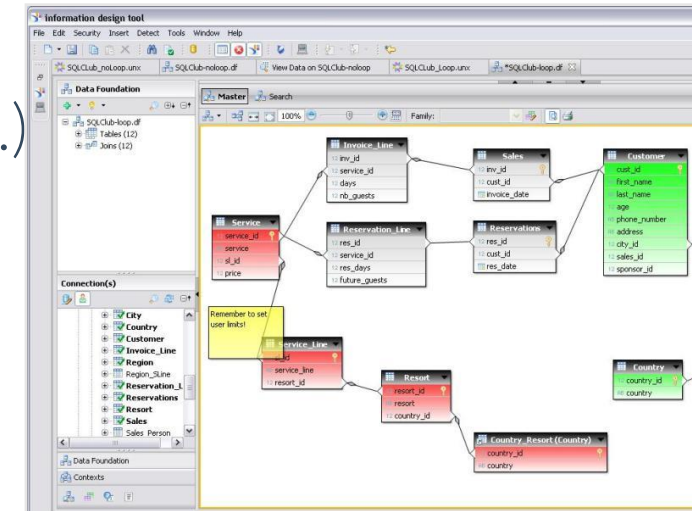 .)
information design tool
File Edit Security Insert Detect Tools Window Help
SQLCLub_noLoop.unx SQLClub-noloop.df View Data on SQLClub-noloop SQLCLub_Loop.unx *SQLClub-loop.df
Data Foundation
SQLClub-loop.df
Tables (12)
Joins (12)
Master Search
100% Family:
Invoice_Line
inv_id
service_id
days
nb_guests
Sales
inv_id
cust_id
invoice_date
Customer
cust_id
first_name
last_name
age
phone_number
address
city_id
sales_id
sponsor_id
Service
service_id
service
sl_id
price
Reservation_Line
res_id
service_id
res_days
future_guests
Reservations
res_id
cust_id
res_date
Connection(s)
City
Country
Customer
Invoice_Line
Region
Region_SLine
Reservation_L
Reservations
Resort
Sales
Sales_Person
Remember to set
user limits!
Service_Line
service_line
resort_id
Resort
resort_id
resort
country_id
Country
country_id
country
Country_Resort (Country)
country_id
country
Data Foundation
Contexts